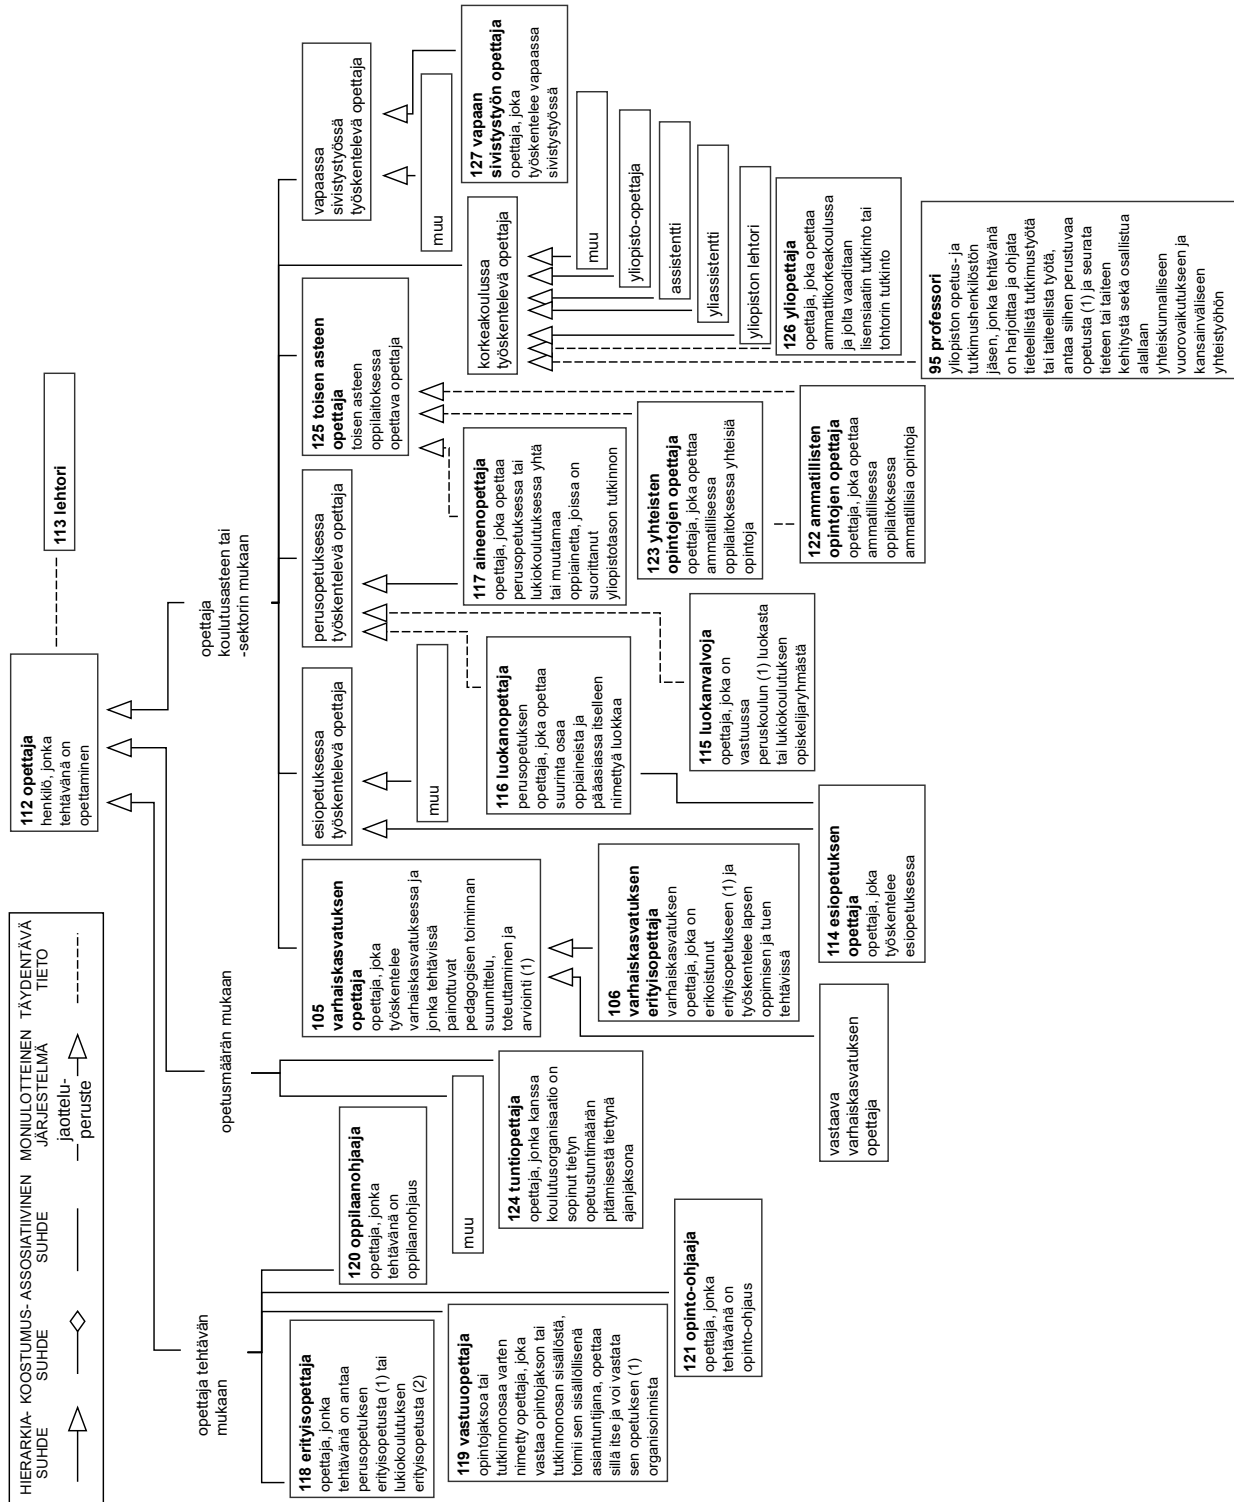 HIERARKIA-
SUHDE
KOOSTUMUS-
SUHDE
ASSOSIATIIVINEN
SUHDE
MONIULOTTEINEN
JÄRJESTELMÄ
jaottelu-
peruste
TÄYDENTÄVÄ
TIETO
112 opettaja
henkilö, jonka
tehtävänä on
opettaminen
113 lehtori
opettaja tehtävän
mukaan
opetusmäärän mukaan
opettaja
koulutusasteen tai
-sektorin mukaan
118 erityisopettaja
opettaja, jonka
tehtävänä on antaa
perusopetuksen
erityisopetusta (1) tai
lukiokoulutuksen
erityisopetusta (2)
120 oppilaanohjaaja
opettaja, jonka
tehtävänä on
oppilaanohjaus
119 vastuuopettaja
opintojaksoa tai
tutkinnonosaa varten
nimetty opettaja, joka
vastaa opintojakson tai
tutkinnonosan sisällöstä,
toimii sen sisällöllisenä
asiantuntijana, opettaa
sillä itse ja voi vastata
sen opetuksen (1)
organisoinnista
121 opinto-ohjaaja
opettaja, jonka
tehtävänä on
opinto-ohjaus
muu
124 tuntiopettaja
opettaja, jonka kanssa
koulutusorganisaatio on
sopinut tietyn
opetustuntimäärän
pitämisestä tiettynä
ajanjaksona
105
varhaiskasvatuksen
opettaja
opettaja, joka
työskentelee
varhaiskasvatuksessa ja
jonka tehtävissä
painottuvat
pedagogisen toiminnan
suunnittelu,
toteuttaminen ja
arviointi (1)
106
varhaiskasvatuksen
erityisopettaja
varhaiskasvatuksen
opettaja, joka on
erikoistunut
erityisopetukseen (1) ja
työskentelee lapsen
oppimisen ja tuen
tehtävissä
vastaava
varhaiskasvatuksen
opettaja
esiopetuksessa
työskentelevä opettaja
muu
114 esiopetuksen
opettaja
opettaja, joka
työskentelee
esiopetuksessa
perusopetuksessa
työskentelevä opettaja
116 luokanopettaja
perusopetuksen
opettaja, joka opettaa
suurinta osaa
oppiaineista ja
pääasiassa itselleen
nimettyä luokkaa
115 luokanvalvoja
opettaja, joka on
vastuussa
peruskoulun (1) luokasta
tai lukiokoulutuksen
opiskelijaryhmästä
117 aineenopettaja
opettaja, joka opettaa
perusopetuksessa tai
lukiokoulutuksessa yhtä
tai muutamaa
oppiainetta, joissa on
suorittanut
yliopistotason tutkinnon
125 toisen asteen
opettaja
toisen asteen
oppilaitoksessa
opettava opettaja
123 yhteisten
opintojen opettaja
opettaja, joka opettaa
ammatillisessa
oppilaitoksessa yhteisiä
opintoja
122 ammatillisten
opintojen opettaja
opettaja, joka opettaa
ammatillisessa
oppilaitoksessa
ammatillisia opintoja
korkeakoulussa
työskentelevä opettaja
muu
yliopisto-opettaja
assistentti
yliassistentti
yliopiston lehtori
126 yliopettaja
opettaja, joka opettaa
ammattikorkeakoulussa
ja jolta vaaditaan
lisensiaatin tutkinto tai
tohtorin tutkinto
95 professori
yliopiston opetus- ja
tutkimushenkilöstön
jäsen, jonka tehtävänä
on harjoittaa ja ohjata
tieteellistä tutkimustyötä
tai taiteellista työtä,
antaa siihen perustuvaa
opetusta (1) ja seurata
tieteen tai taiteen
kehitystä sekä osallistua
alallaan
yhteiskunnalliseen
vuorovaikutukseen ja
kansainväliseen
yhteistyöhön
vapaassa
sivistystyössä
työskentelevä opettaja
muu
127 vapaan
sivistystyön opettaja
opettaja, joka
työskentelee vapaassa
sivistystyössä